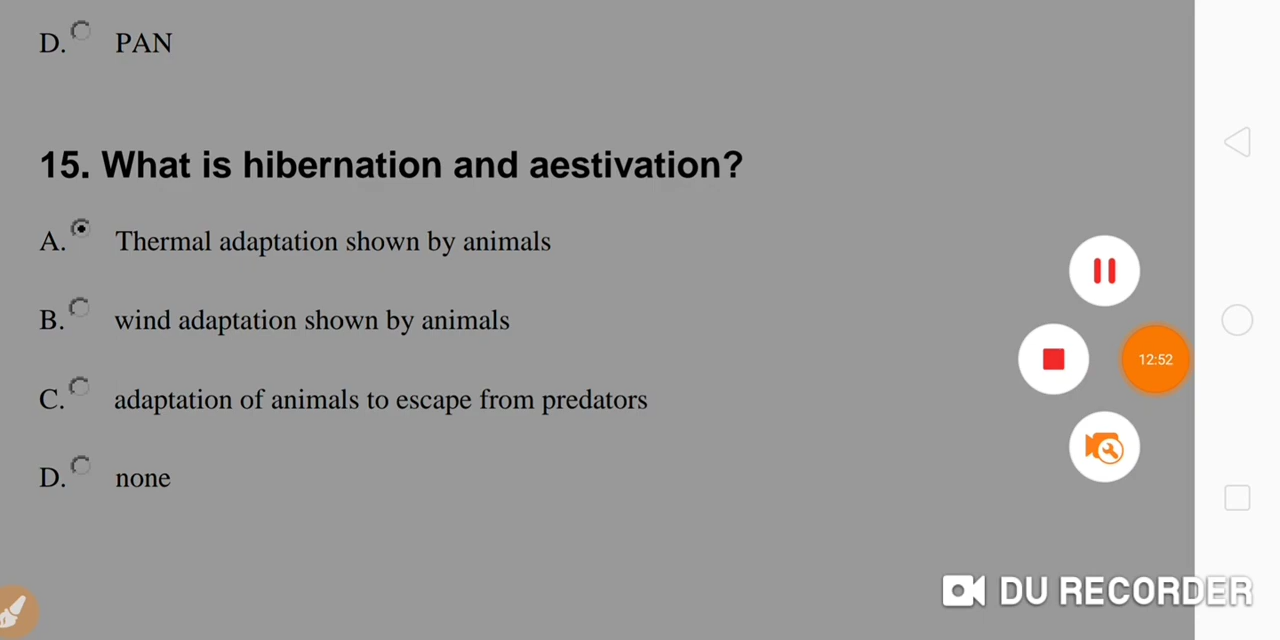 D. PAN
15. What is hibernation and aestivation?
A. Thermal adaptation shown by animals
B. wind adaptation shown by animals
C. adaptation of animals to escape from predators
D. none
12:52
DU RECORDER